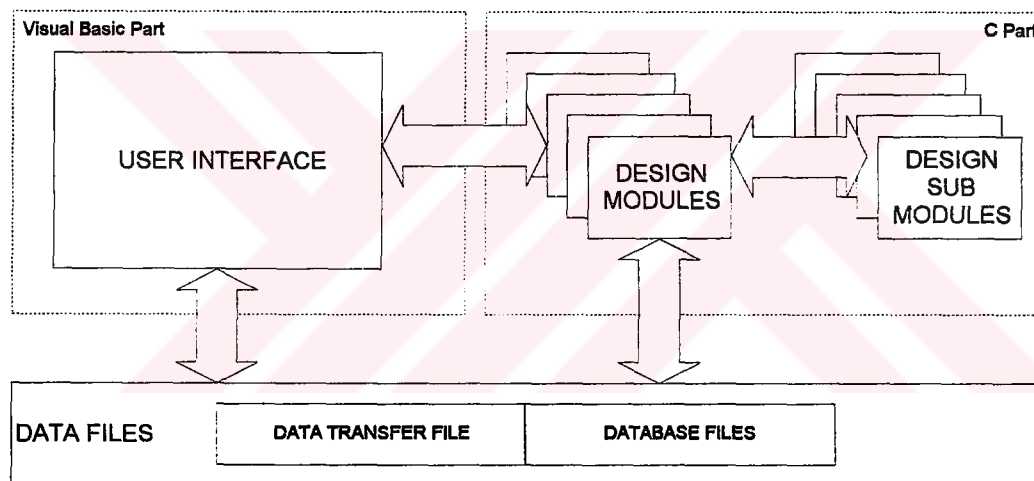 Visual Basic Part
C Part
USER INTERFACE
DESIGN
MODULES
DESIGN
SUB
MODULES
DATA FILES
DATA TRANSFER FILE
DATABASE FILES